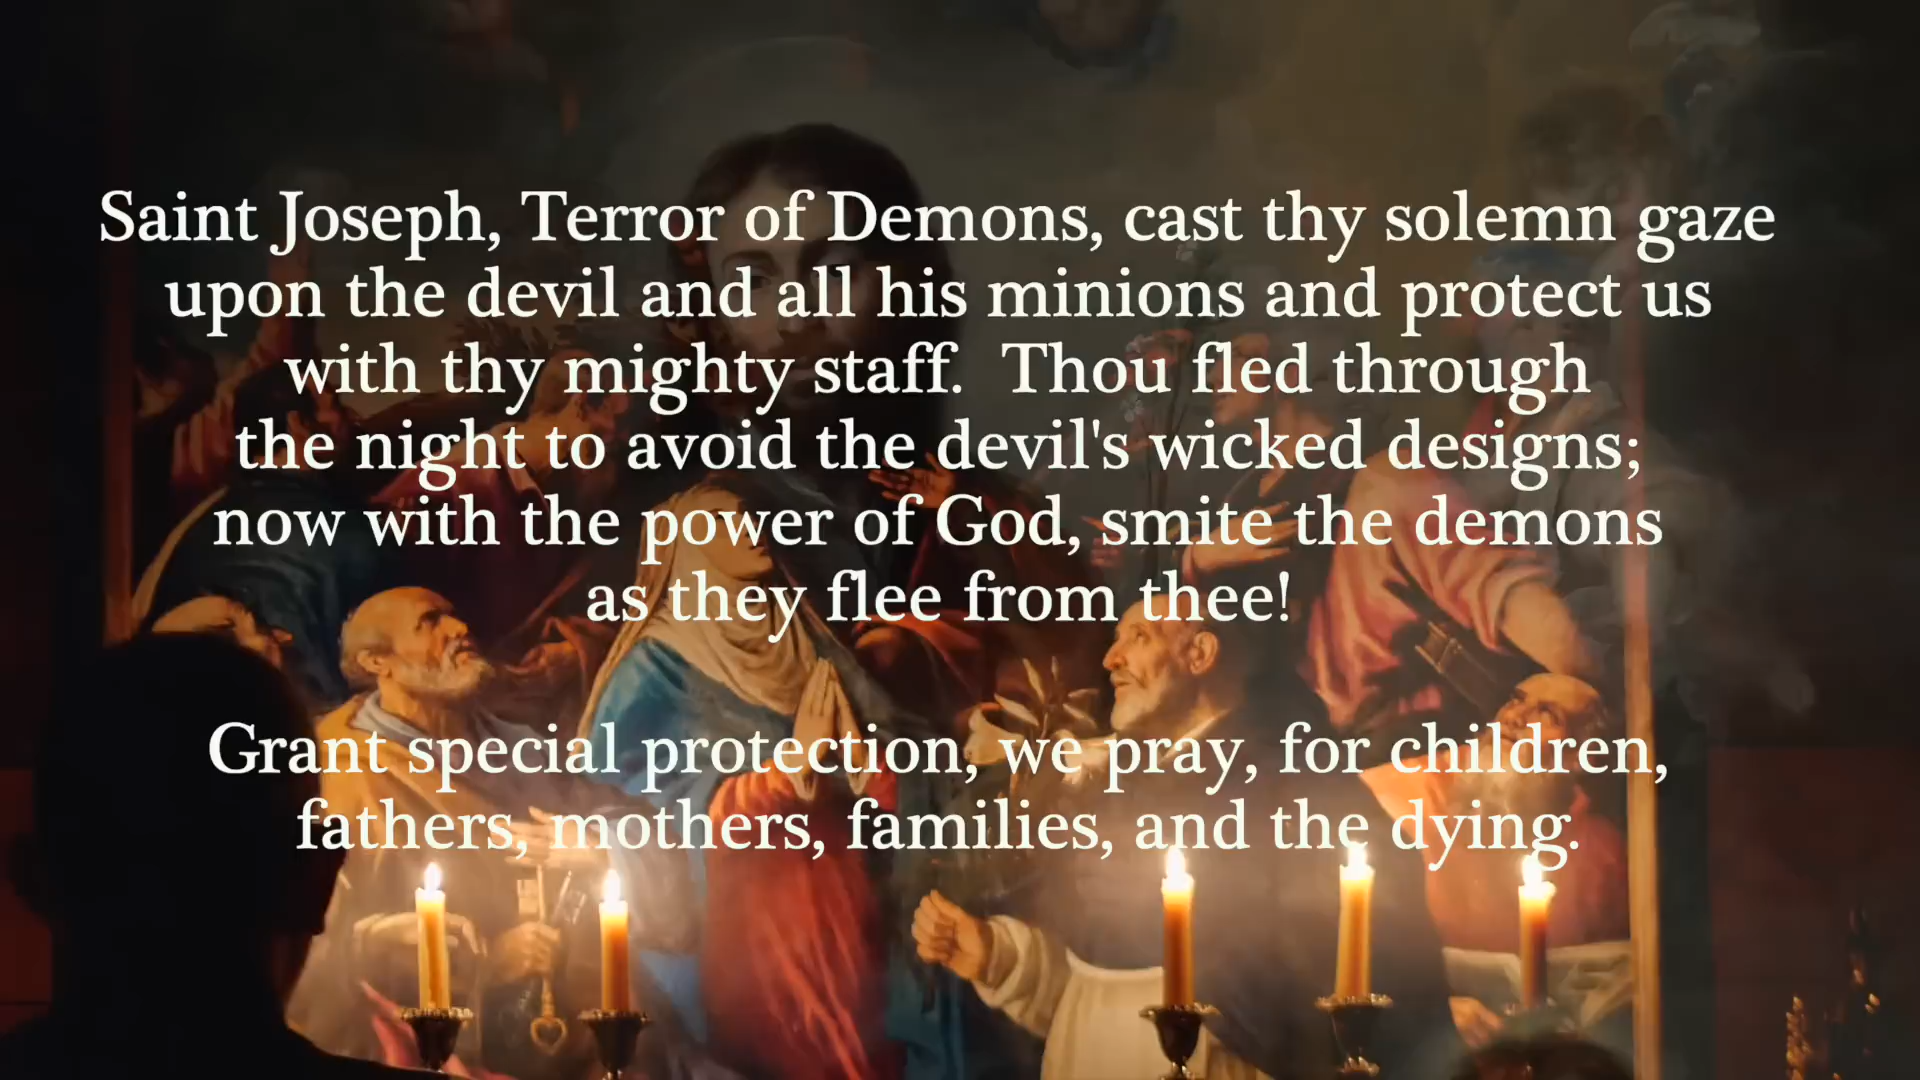 Saint Joseph, Terror of Demons, cast thy solemn gaze
upon the devil and all his minions and protect us
with thy mighty staff.  Thou fled through
the night to avoid the devil's wicked designs;
now with the power of God, smite the demons
as they flee from thee!
Grant special protection, we pray, for children,
fathers, mothers, families, and the dying.